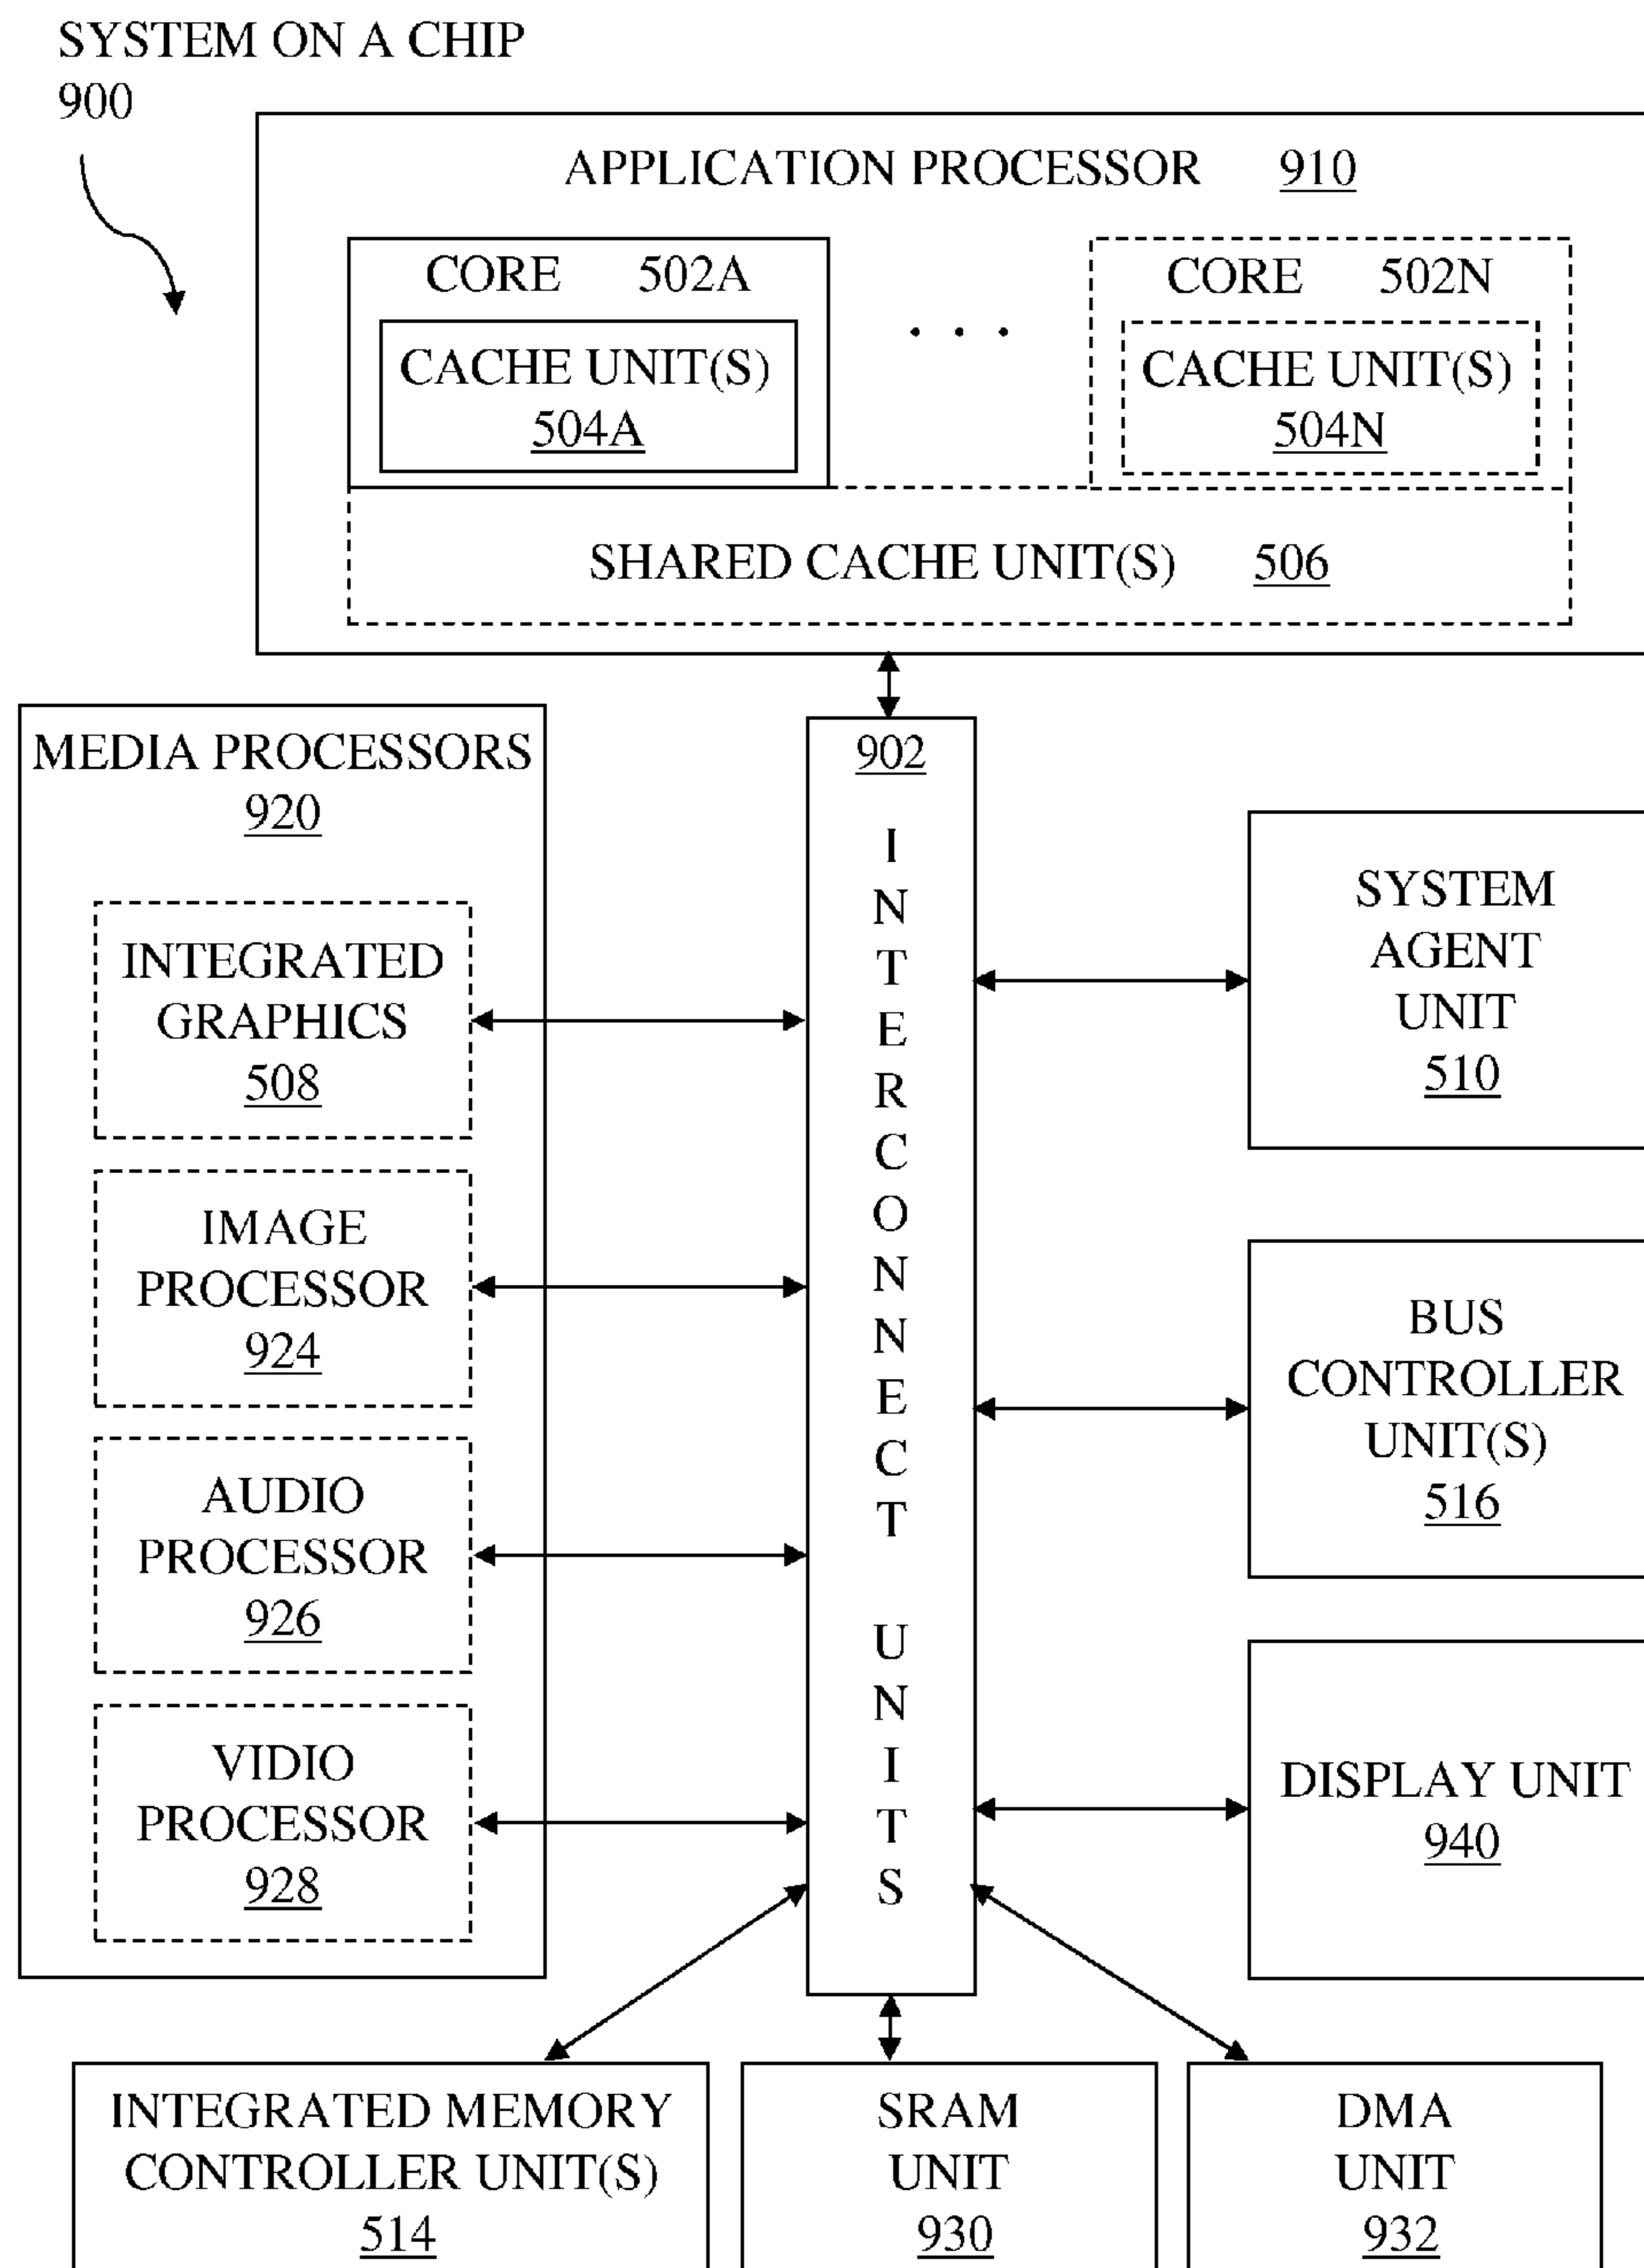 SYSTEM ON A CHIP
900
APPLICATION PROCESSOR 910
CORE 502A
CACHE UNIT(S)
504A
. . .
CORE 502N
CACHE UNIT(S)
504N
SHARED CACHE UNIT(S) 506
MEDIA PROCESSORS
920
INTEGRATED
GRAPHICS
508
IMAGE
PROCESSOR
924
AUDIO
PROCESSOR
926
VIDIO
PROCESSOR
928
902
INTERCONNECT UNITS
SYSTEM
AGENT
UNIT
510
BUS
CONTROLLER
UNIT(S)
516
DISPLAY UNIT
940
INTEGRATED MEMORY
CONTROLLER UNIT(S)
514
SRAM
UNIT
930
DMA
UNIT
932